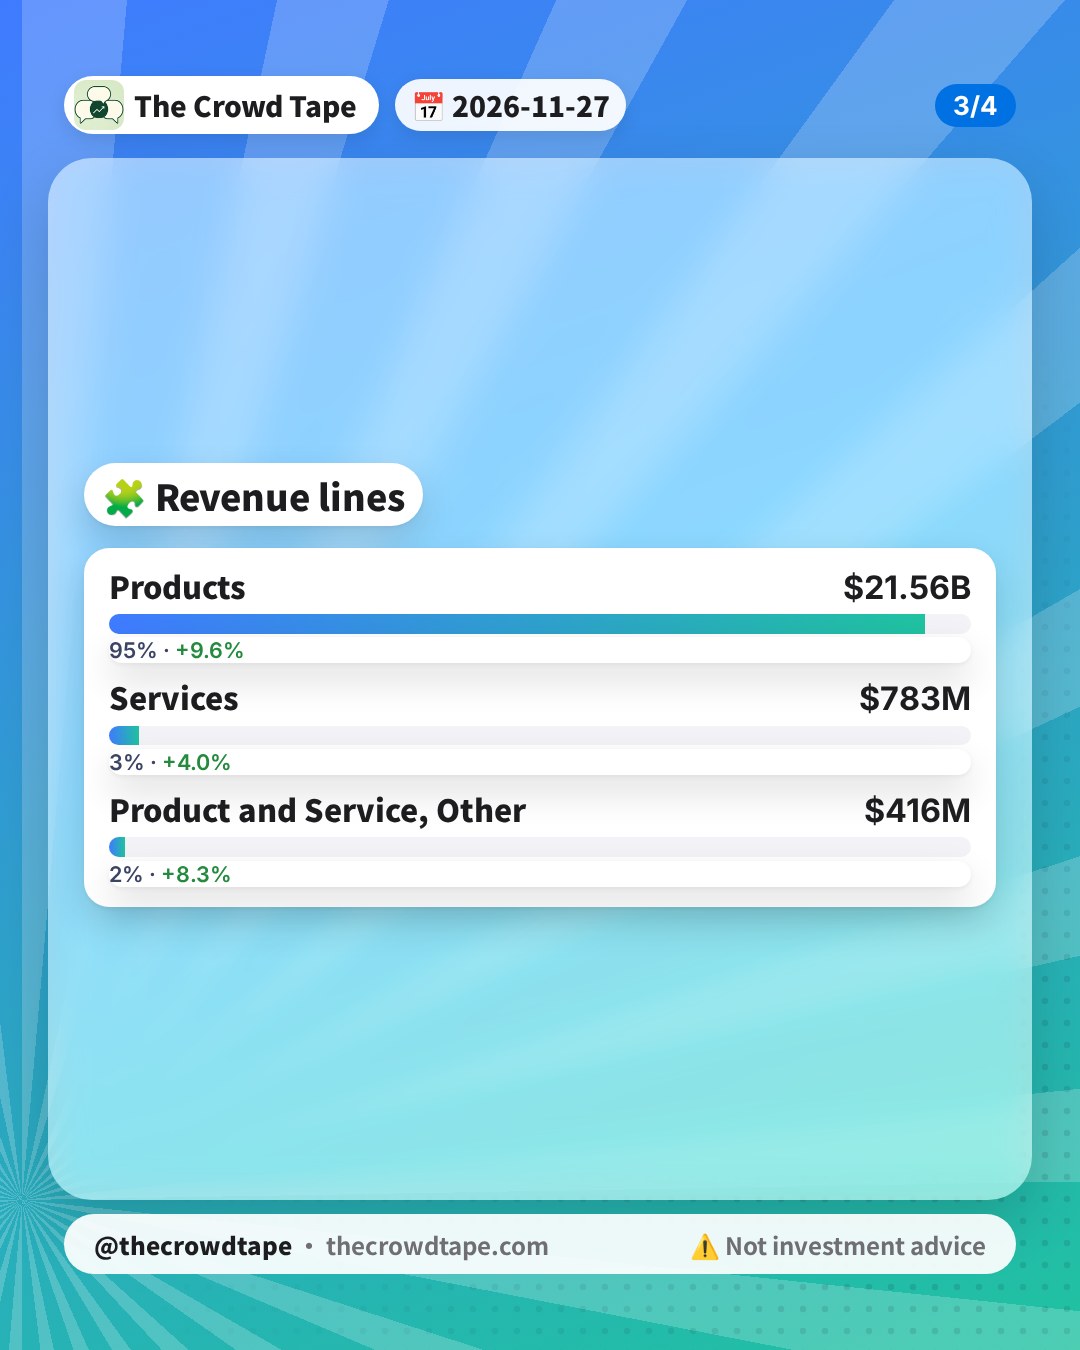 The Crowd Tape
📅 2026-11-27
3/4
🧩 Revenue lines
Products $21.56B
95% · +9.6%
Services $783M
3% · +4.0%
Product and Service, Other $416M
2% · +8.3%
@thecrowdtape • thecrowdtape.com ⚠️ Not investment advice